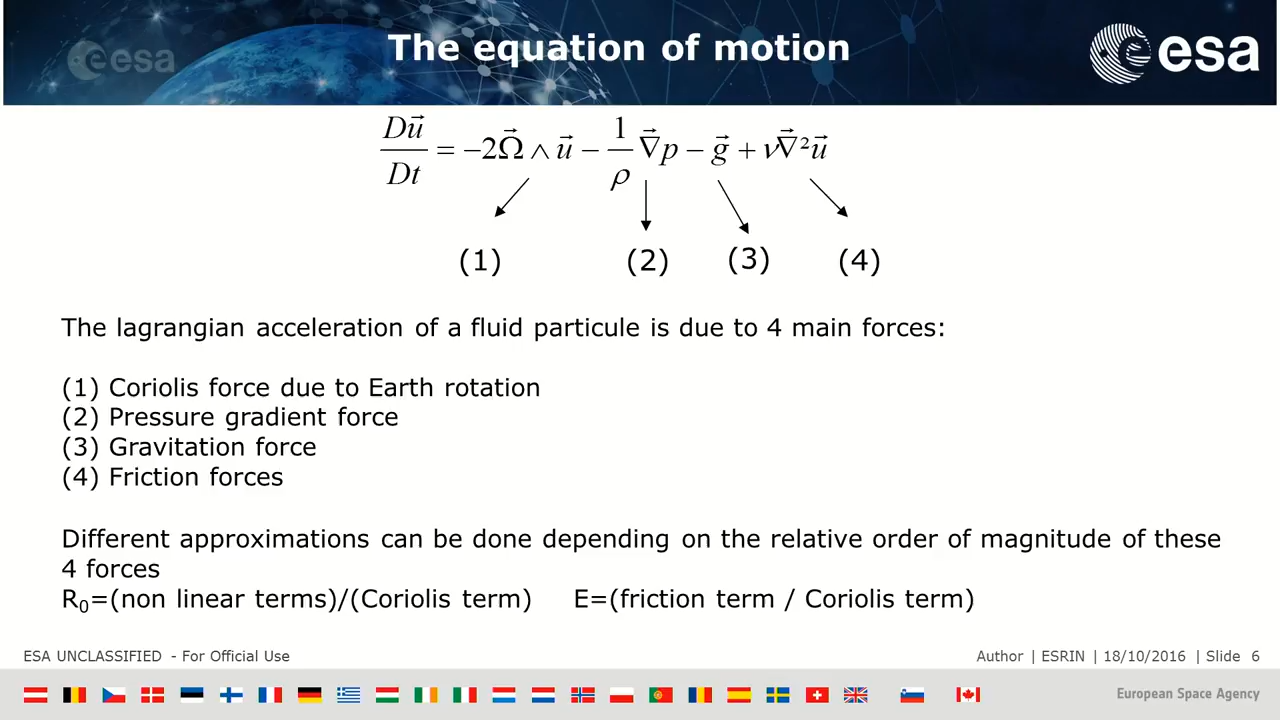 esa
The equation of motion
esa
Du⃗/Dt = −2Ω⃗ ∧ u⃗ − 1/ρ ∇⃗p − g⃗ + ν∇⃗²u⃗
(1) (2) (3) (4)
The lagrangian acceleration of a fluid particule is due to 4 main forces:
(1) Coriolis force due to Earth rotation
(2) Pressure gradient force
(3) Gravitation force
(4) Friction forces
Different approximations can be done depending on the relative order of magnitude of these
4 forces
R₀=(non linear terms)/(Coriolis term) E=(friction term / Coriolis term)
ESA UNCLASSIFIED - For Official Use
Author | ESRIN | 18/10/2016 | Slide 6
European Space Agency